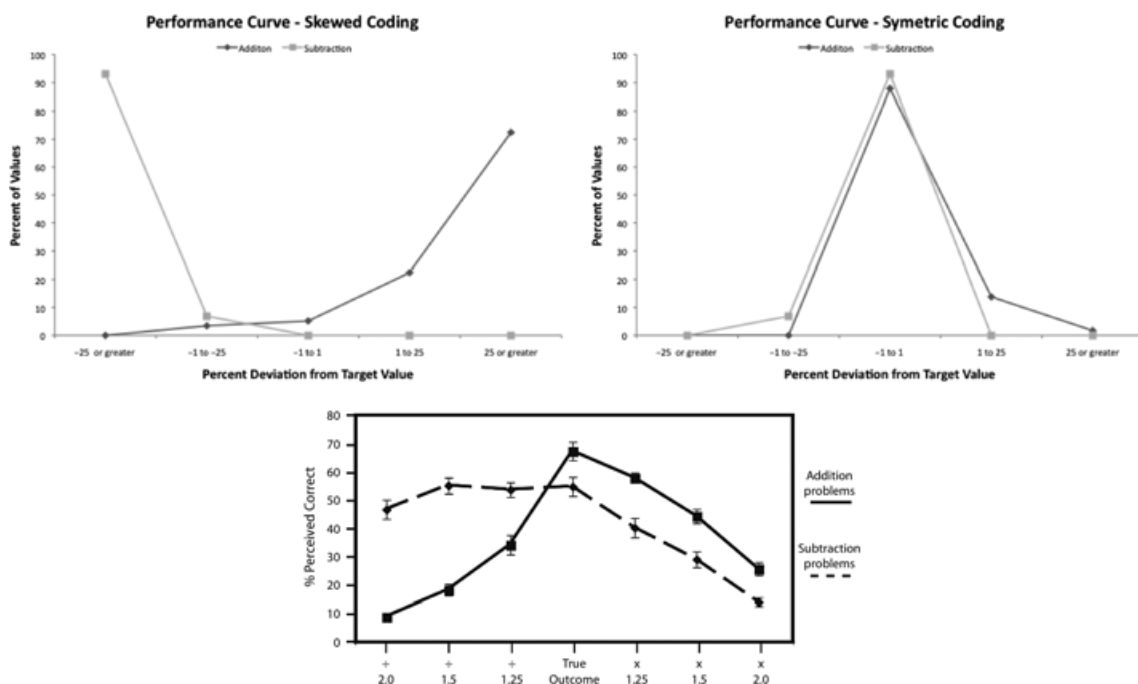 Performance Curve - Skewed Coding
Additon Subtraction
100
90
80
70
60
50
40
30
20
10
0
Percent of Values
−25 or greater −1 to −25 −1 to 1 1 to 25 25 or greater
Percent Deviation from Target Value
Performance Curve - Symetric Coding
Additon Subtraction
100
90
80
70
60
50
40
30
20
10
0
Percent of Values
−25 or greater −1 to −25 −1 to 1 1 to 25 25 or greater
Percent Deviation from Target Value
80
70
60
50
40
30
20
10
0
% Perceived Correct
÷ ÷ ÷ True x x x
2.0 1.5 1.25 Outcome 1.25 1.5 2.0
Addition
problems
Subtraction
problems